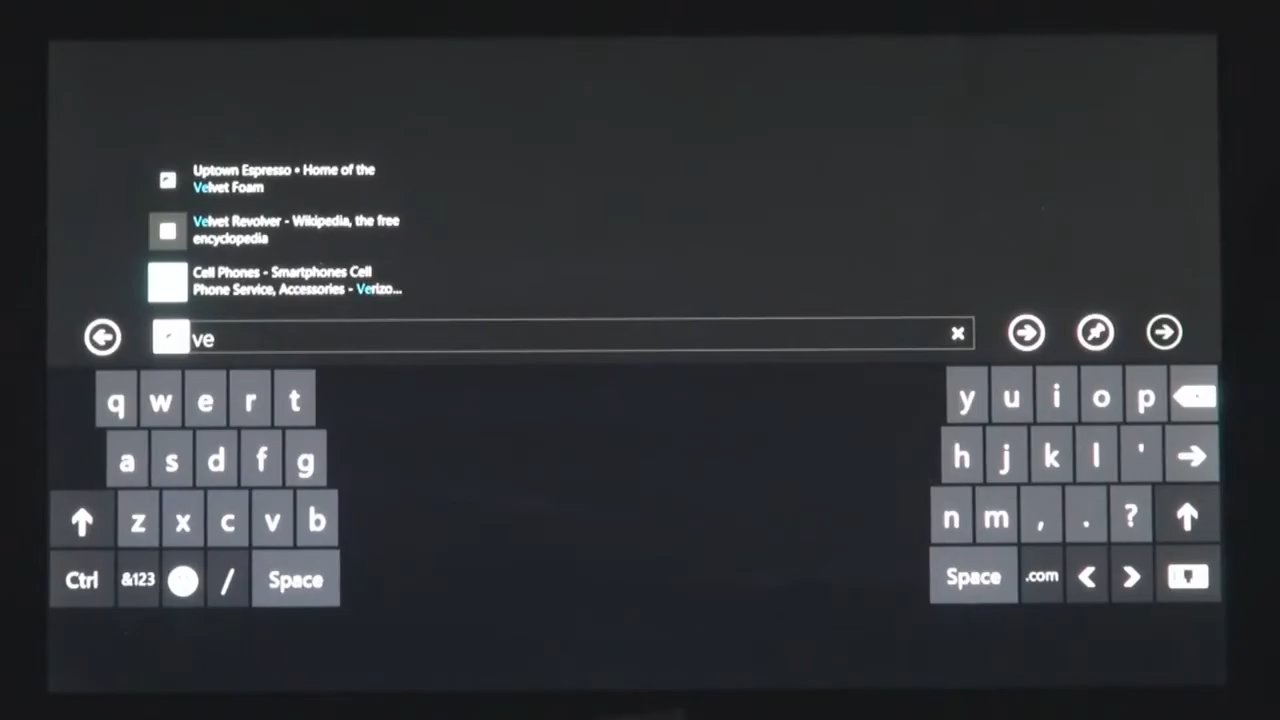 Uptown Espresso • Home of the
Velvet Foam
Velvet Revolver - Wikipedia, the free
encyclopedia
Cell Phones - Smartphones Cell
Phone Service, Accessories - Verizo...
ve
q w e r t y u i o p
a s d f g h j k l '
z x c v b n m , . ?
Ctrl &123 / Space Space .com < >